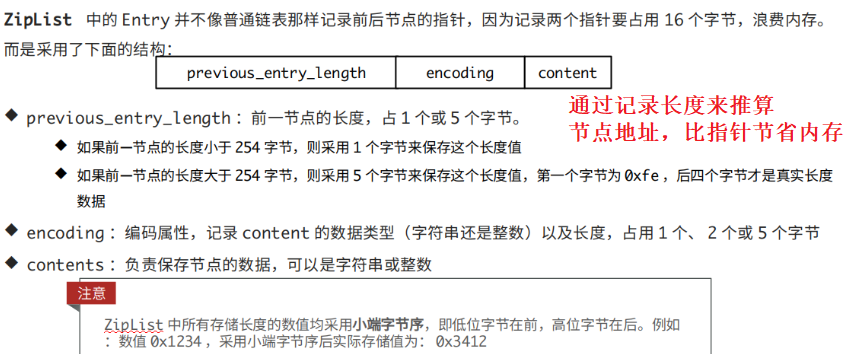 ZipList 中的 Entry 并不像普通链表那样记录前后节点的指针，因为记录两个指针要占用 16 个字节，浪费内存。
而是采用了下面的结构：
previous_entry_length encoding content
通过记录长度来推算
节点地址，比指针节省内存
◆ previous_entry_length：前一节点的长度，占 1 个或 5 个字节。
◆ 如果前一节点的长度小于 254 字节，则采用 1 个字节来保存这个长度值
◆ 如果前一节点的长度大于 254 字节，则采用 5 个字节来保存这个长度值，第一个字节为 0xfe，后四个字节才是真实长度
数据
◆ encoding：编码属性，记录 content 的数据类型（字符串还是整数）以及长度，占用 1 个、 2 个或 5 个字节
◆ contents：负责保存节点的数据，可以是字符串或整数
注意
ZipList 中所有存储长度的数值均采用小端字节序，即低位字节在前，高位字节在后。例如
：数值 0x1234，采用小端字节序后实际存储值为： 0x3412